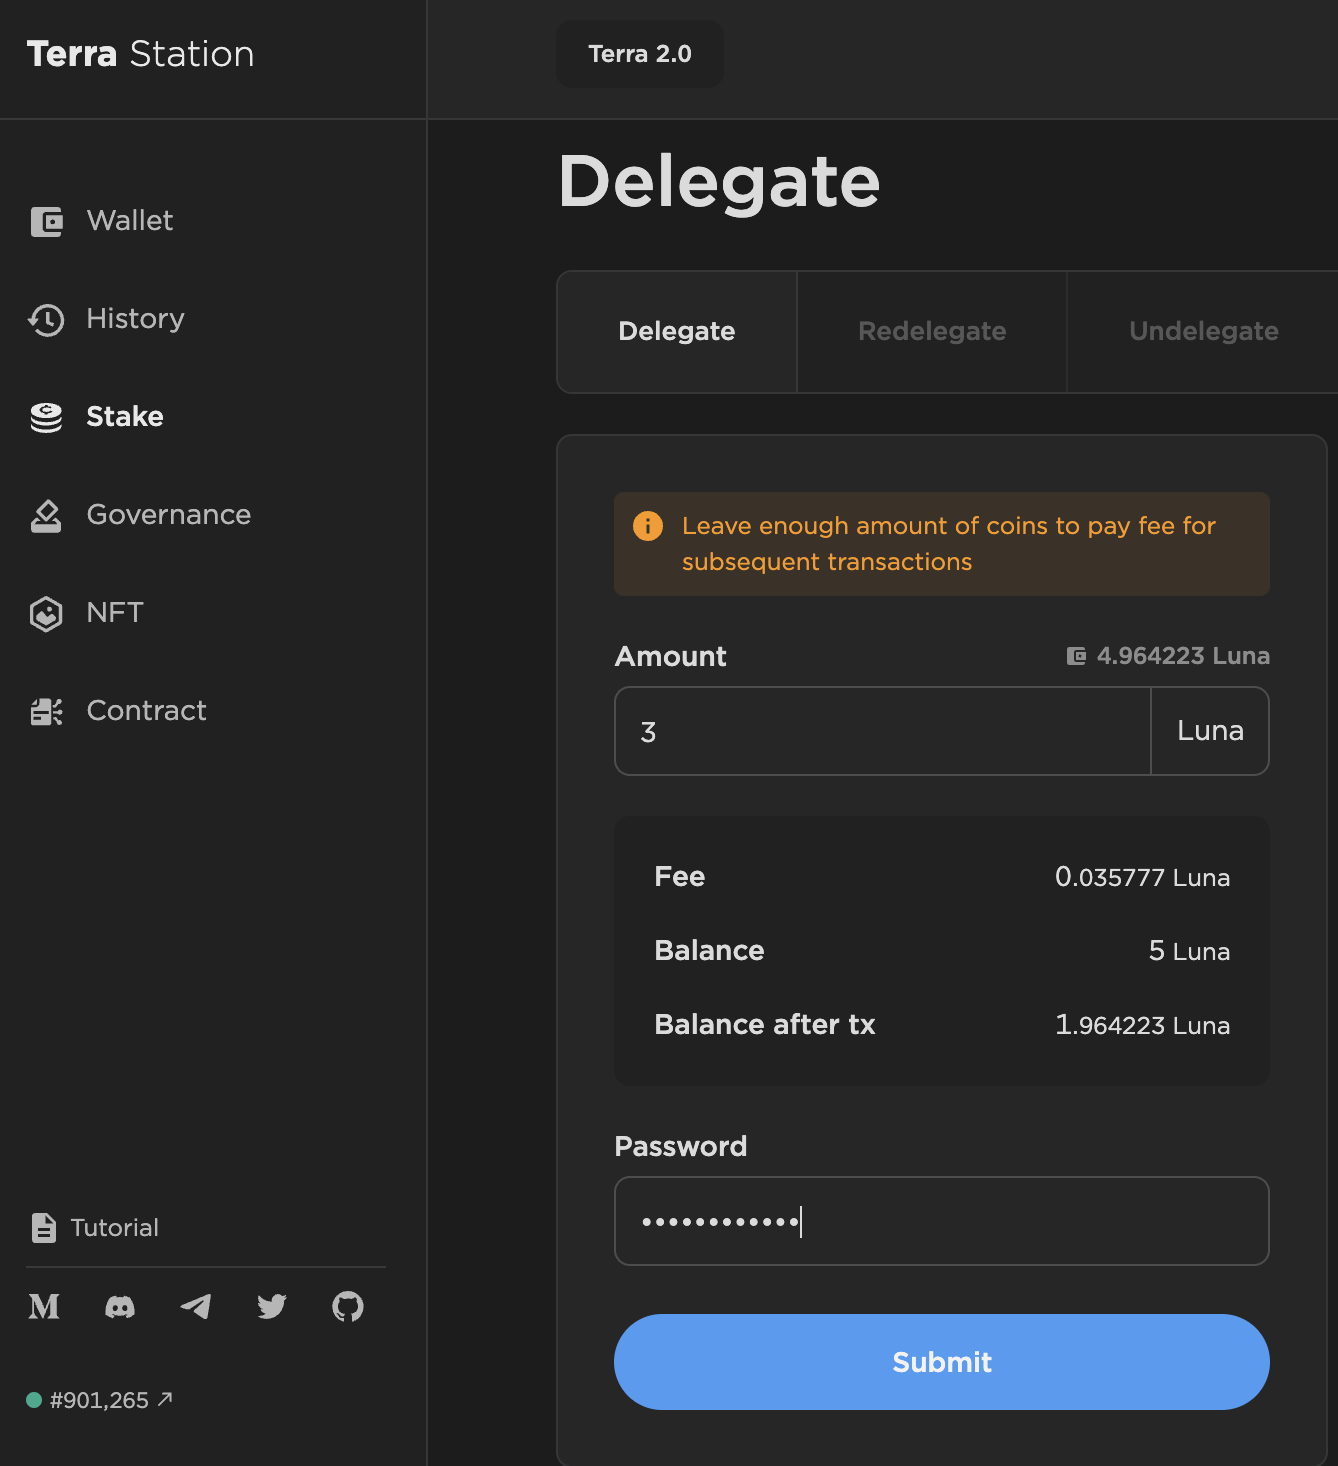 Terra Station
Terra 2.0
Wallet
History
Stake
Governance
NFT
Contract
Tutorial
#901,265
Delegate
Delegate
Redelegate
Undelegate
Leave enough amount of coins to pay fee for
subsequent transactions
Amount
4.964223 Luna
3
Luna
Fee
0.035777 Luna
Balance
5 Luna
Balance after tx
1.964223 Luna
Password
••••••••••••
Submit